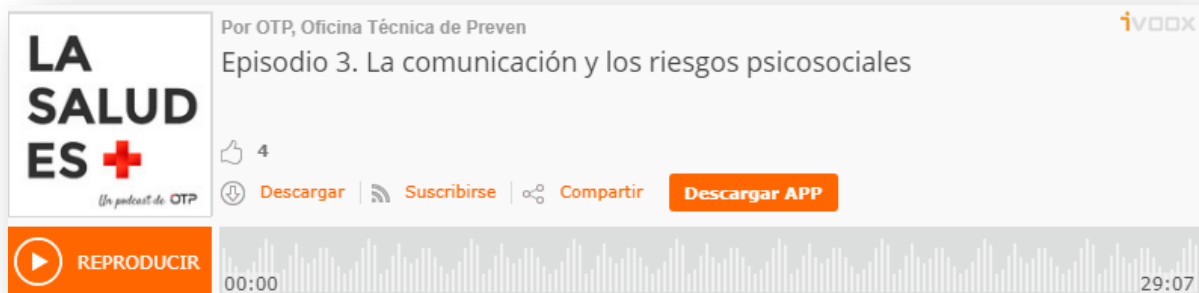 LA
SALUD
ES
Un podcast de OTP
Por OTP, Oficina Técnica de Preven
ivoox
Episodio 3. La comunicación y los riesgos psicosociales
4
Descargar Suscribirse Compartir Descargar APP
REPRODUCIR
00:00 29:07